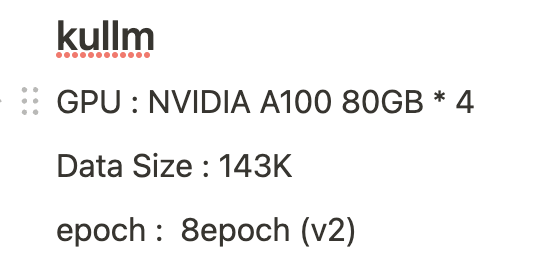 kullm
GPU : NVIDIA A100 80GB * 4
Data Size : 143K
epoch :  8epoch (v2)